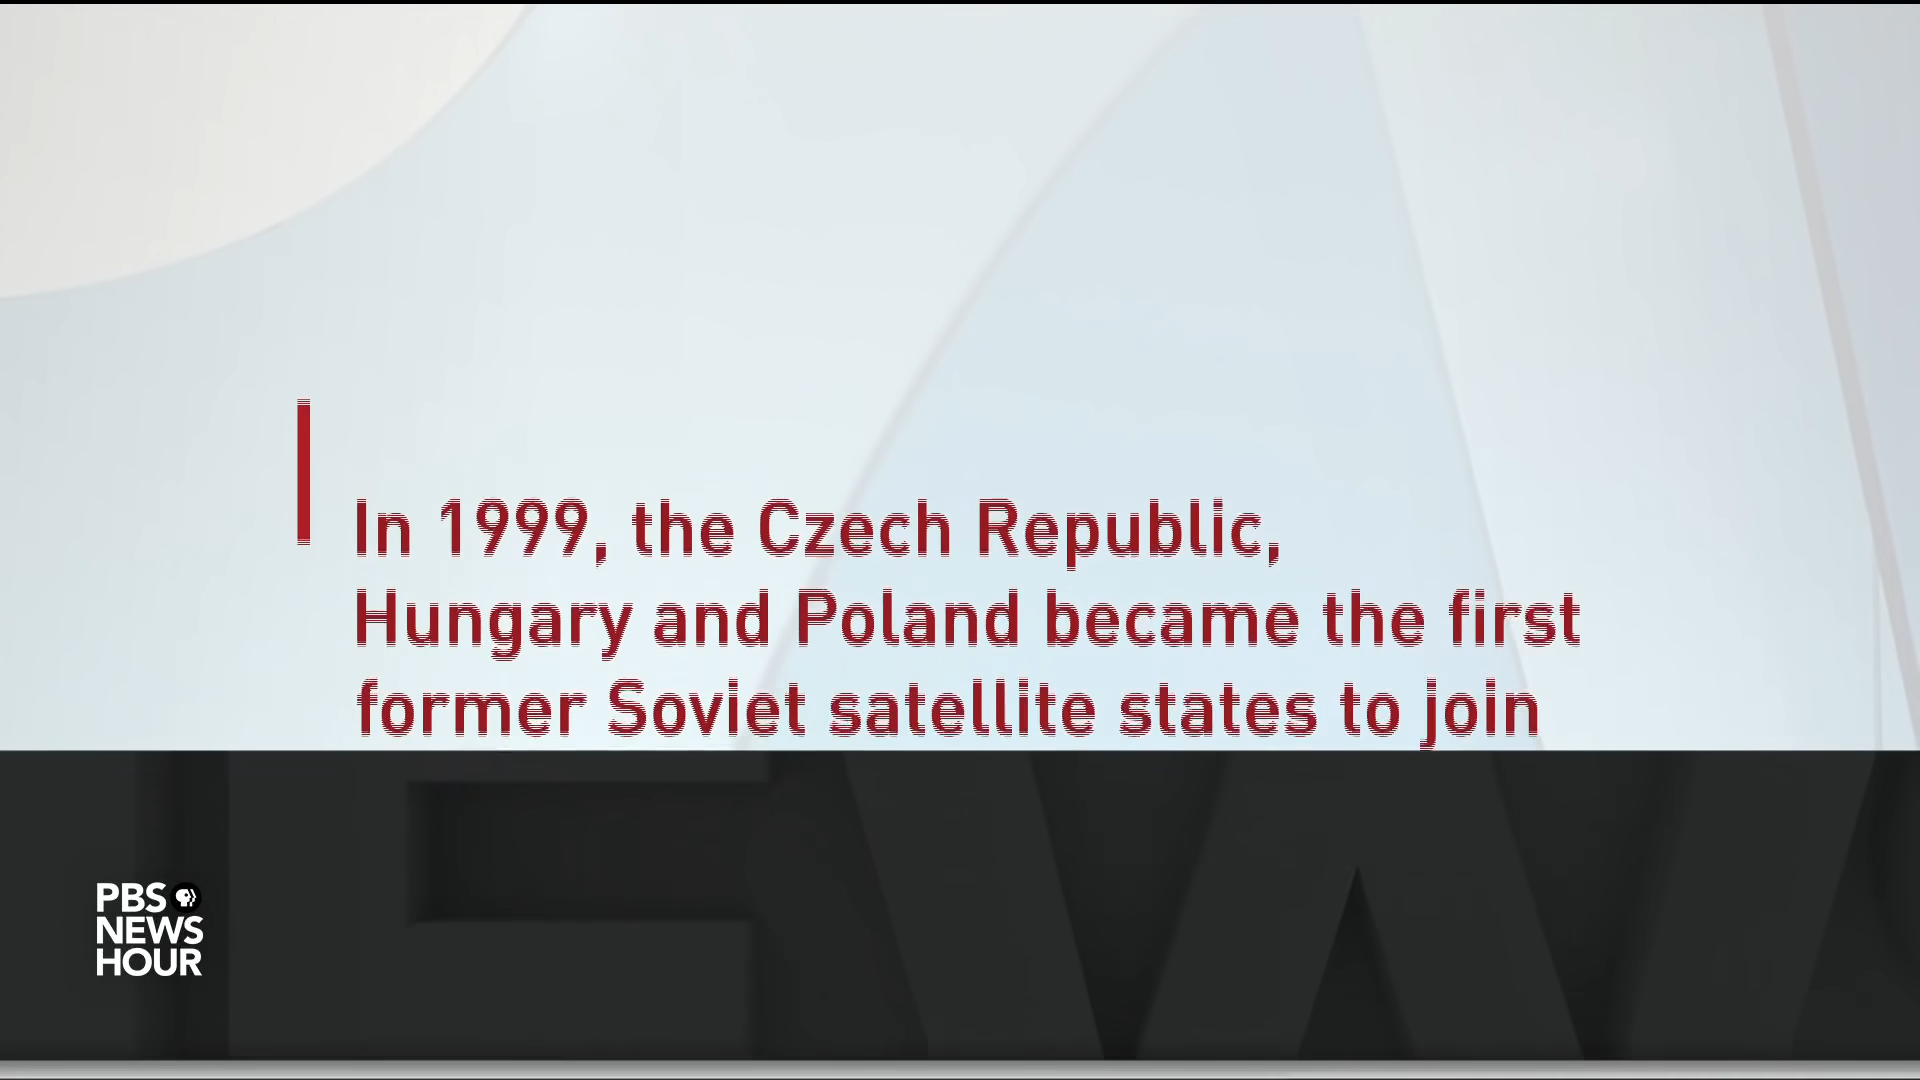 In 1999, the Czech Republic,
Hungary and Poland became the first
former Soviet satellite states to join
PBS
NEWS
HOUR